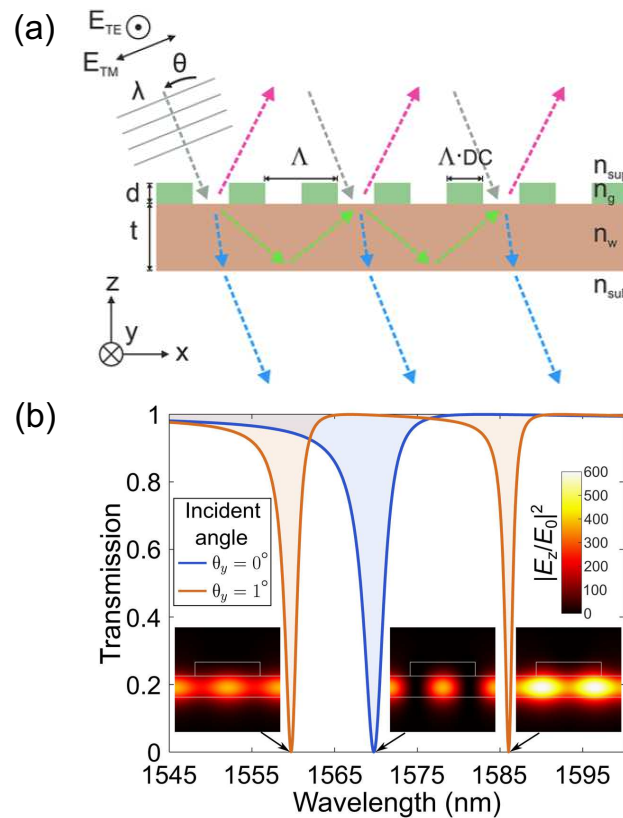 (a)
E_TE
E_TM
λ
θ
Λ
Λ·DC
n_sup
d
n_g
t
n_w
n_sul
z
y
x
(b)
1
0.8
0.6
0.4
0.2
0
Transmission
Incident
angle
θ_y = 0°
θ_y = 1°
600
500
400
300
200
100
0
|E_z/E_0|^2
1545 1555 1565 1575 1585 1595
Wavelength (nm)